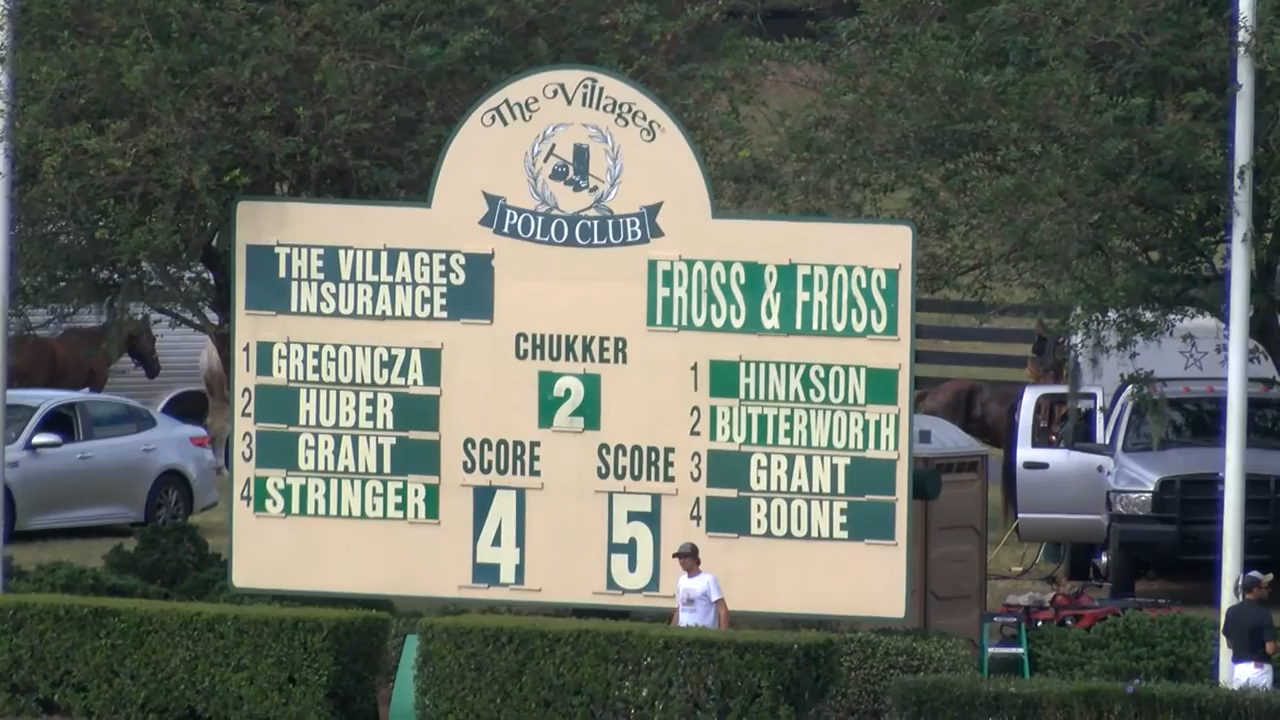 The Villages
POLO CLUB
THE VILLAGES
INSURANCE
FROSS & FROSS
CHUKKER
2
1 GREGONCZA
2 HUBER
3 GRANT
4 STRINGER
SCORE
4
SCORE
5
1 HINKSON
2 BUTTERWORTH
3 GRANT
4 BOONE